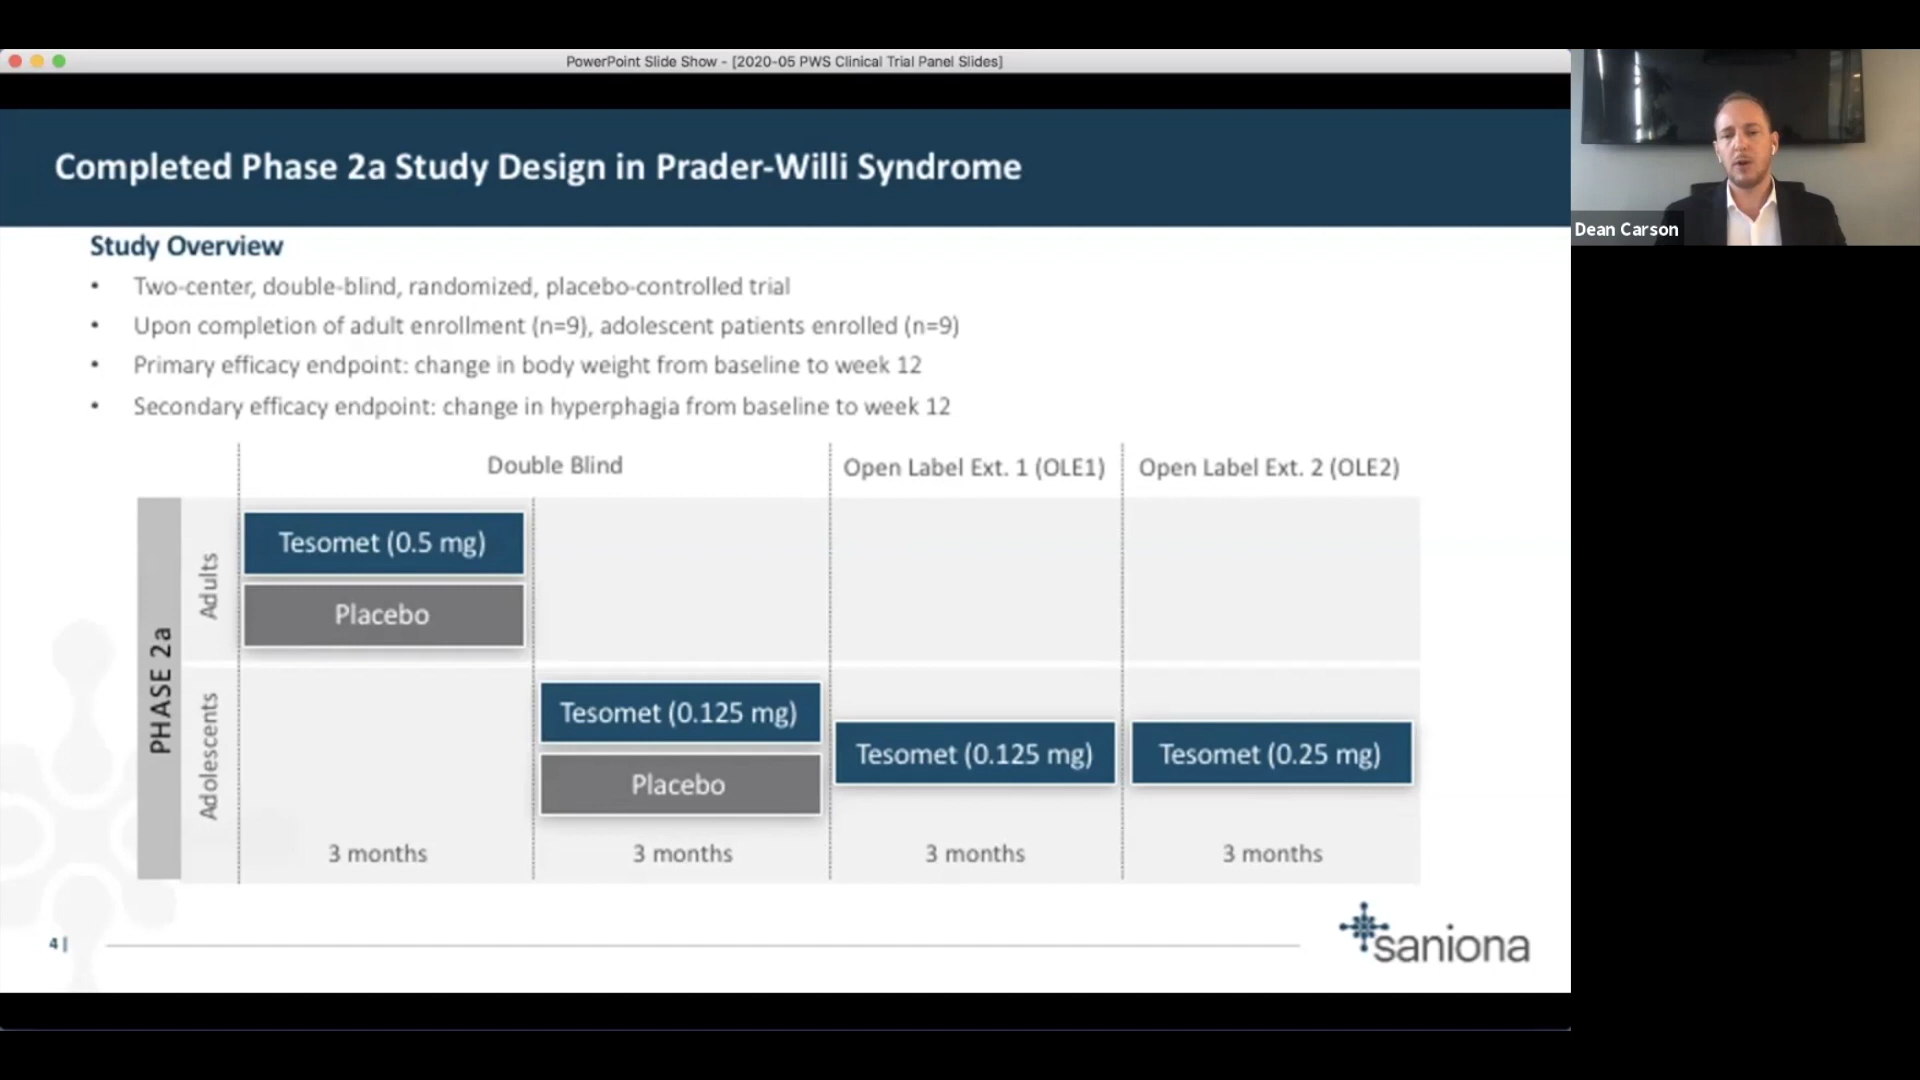 PowerPoint Slide Show - [2020-05 PWS Clinical Trial Panel Slides]
Completed Phase 2a Study Design in Prader-Willi Syndrome
Dean Carson
Study Overview
• Two-center, double-blind, randomized, placebo-controlled trial
• Upon completion of adult enrollment (n=9), adolescent patients enrolled (n=9)
• Primary efficacy endpoint: change in body weight from baseline to week 12
• Secondary efficacy endpoint: change in hyperphagia from baseline to week 12
Double Blind
Open Label Ext. 1 (OLE1)
Open Label Ext. 2 (OLE2)
PHASE 2a
Adults
Tesomet (0.5 mg)
Placebo
Adolescents
Tesomet (0.125 mg)
Placebo
Tesomet (0.125 mg)
Tesomet (0.25 mg)
3 months
3 months
3 months
3 months
4 |
saniona